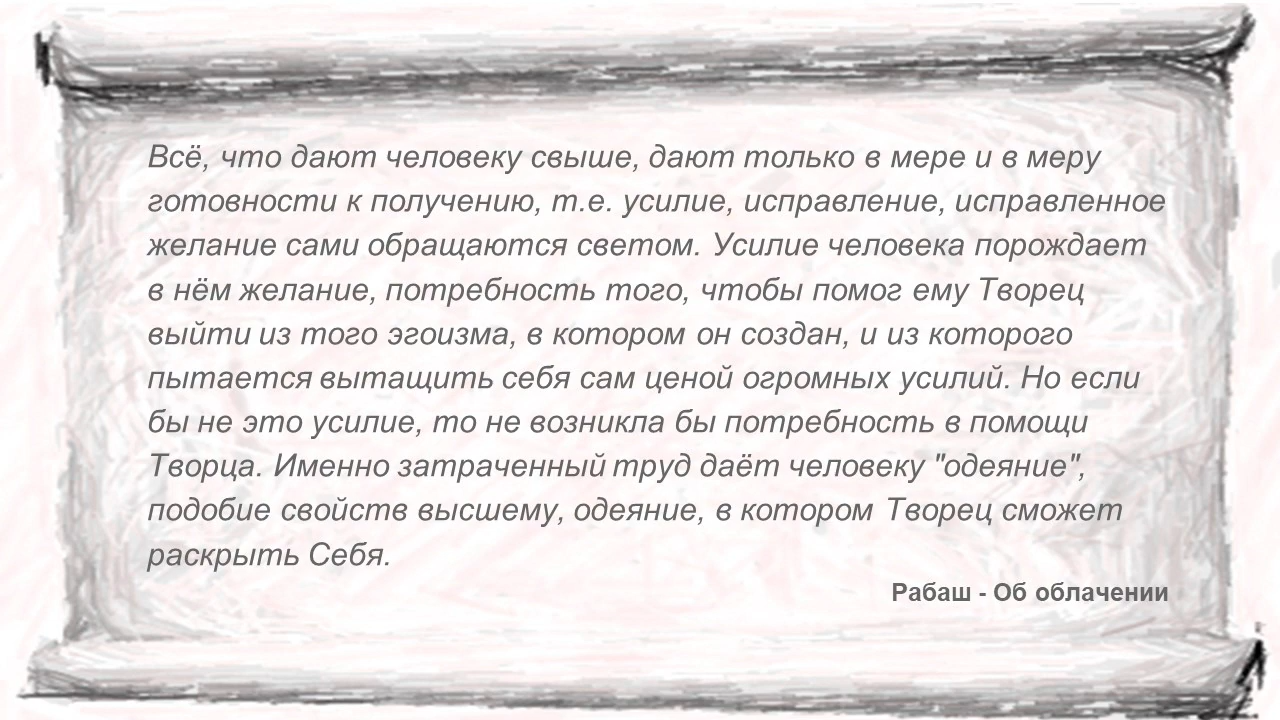 Всё, что дают человеку свыше, дают только в мере и в меру
готовности к получению, т.е. усилие, исправление, исправленное
желание сами обращаются светом. Усилие человека порождает
в нём желание, потребность того, чтобы помог ему Творец
выйти из того эгоизма, в котором он создан, и из которого
пытается вытащить себя сам ценой огромных усилий. Но если
бы не это усилие, то не возникла бы потребность в помощи
Творца. Именно затраченный труд даёт человеку "одеяние",
подобие свойств высшему, одеяние, в котором Творец сможет
раскрыть Себя.
Рабаш - Об облачении